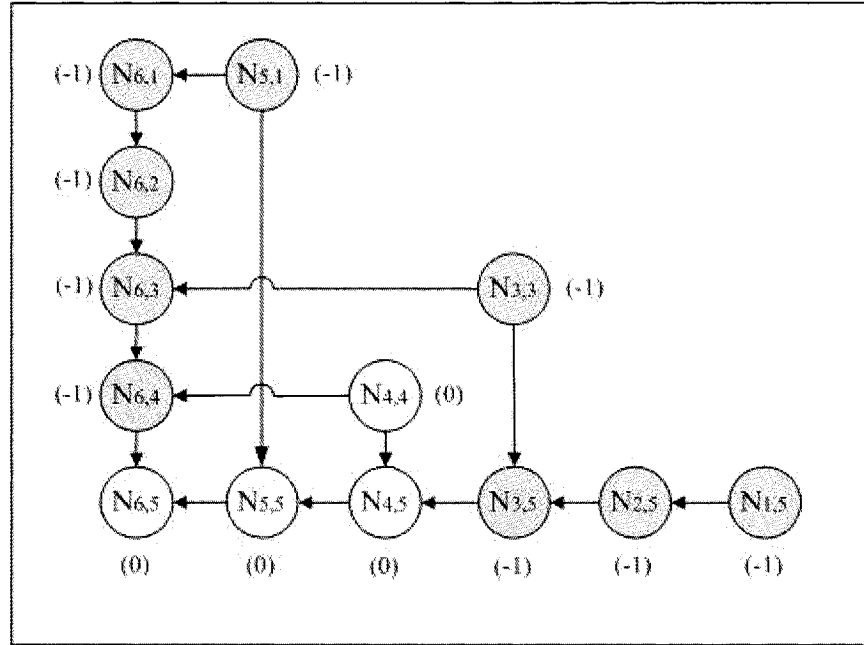 (-1) N6,1 N5,1 (-1)
(-1) N6,2
(-1) N6,3 N3,3 (-1)
(-1) N6,4 N4,4 (0)
N6,5 N5,5 N4,5 N3,5 N2,5 N1,5
(0) (0) (0) (-1) (-1) (-1)